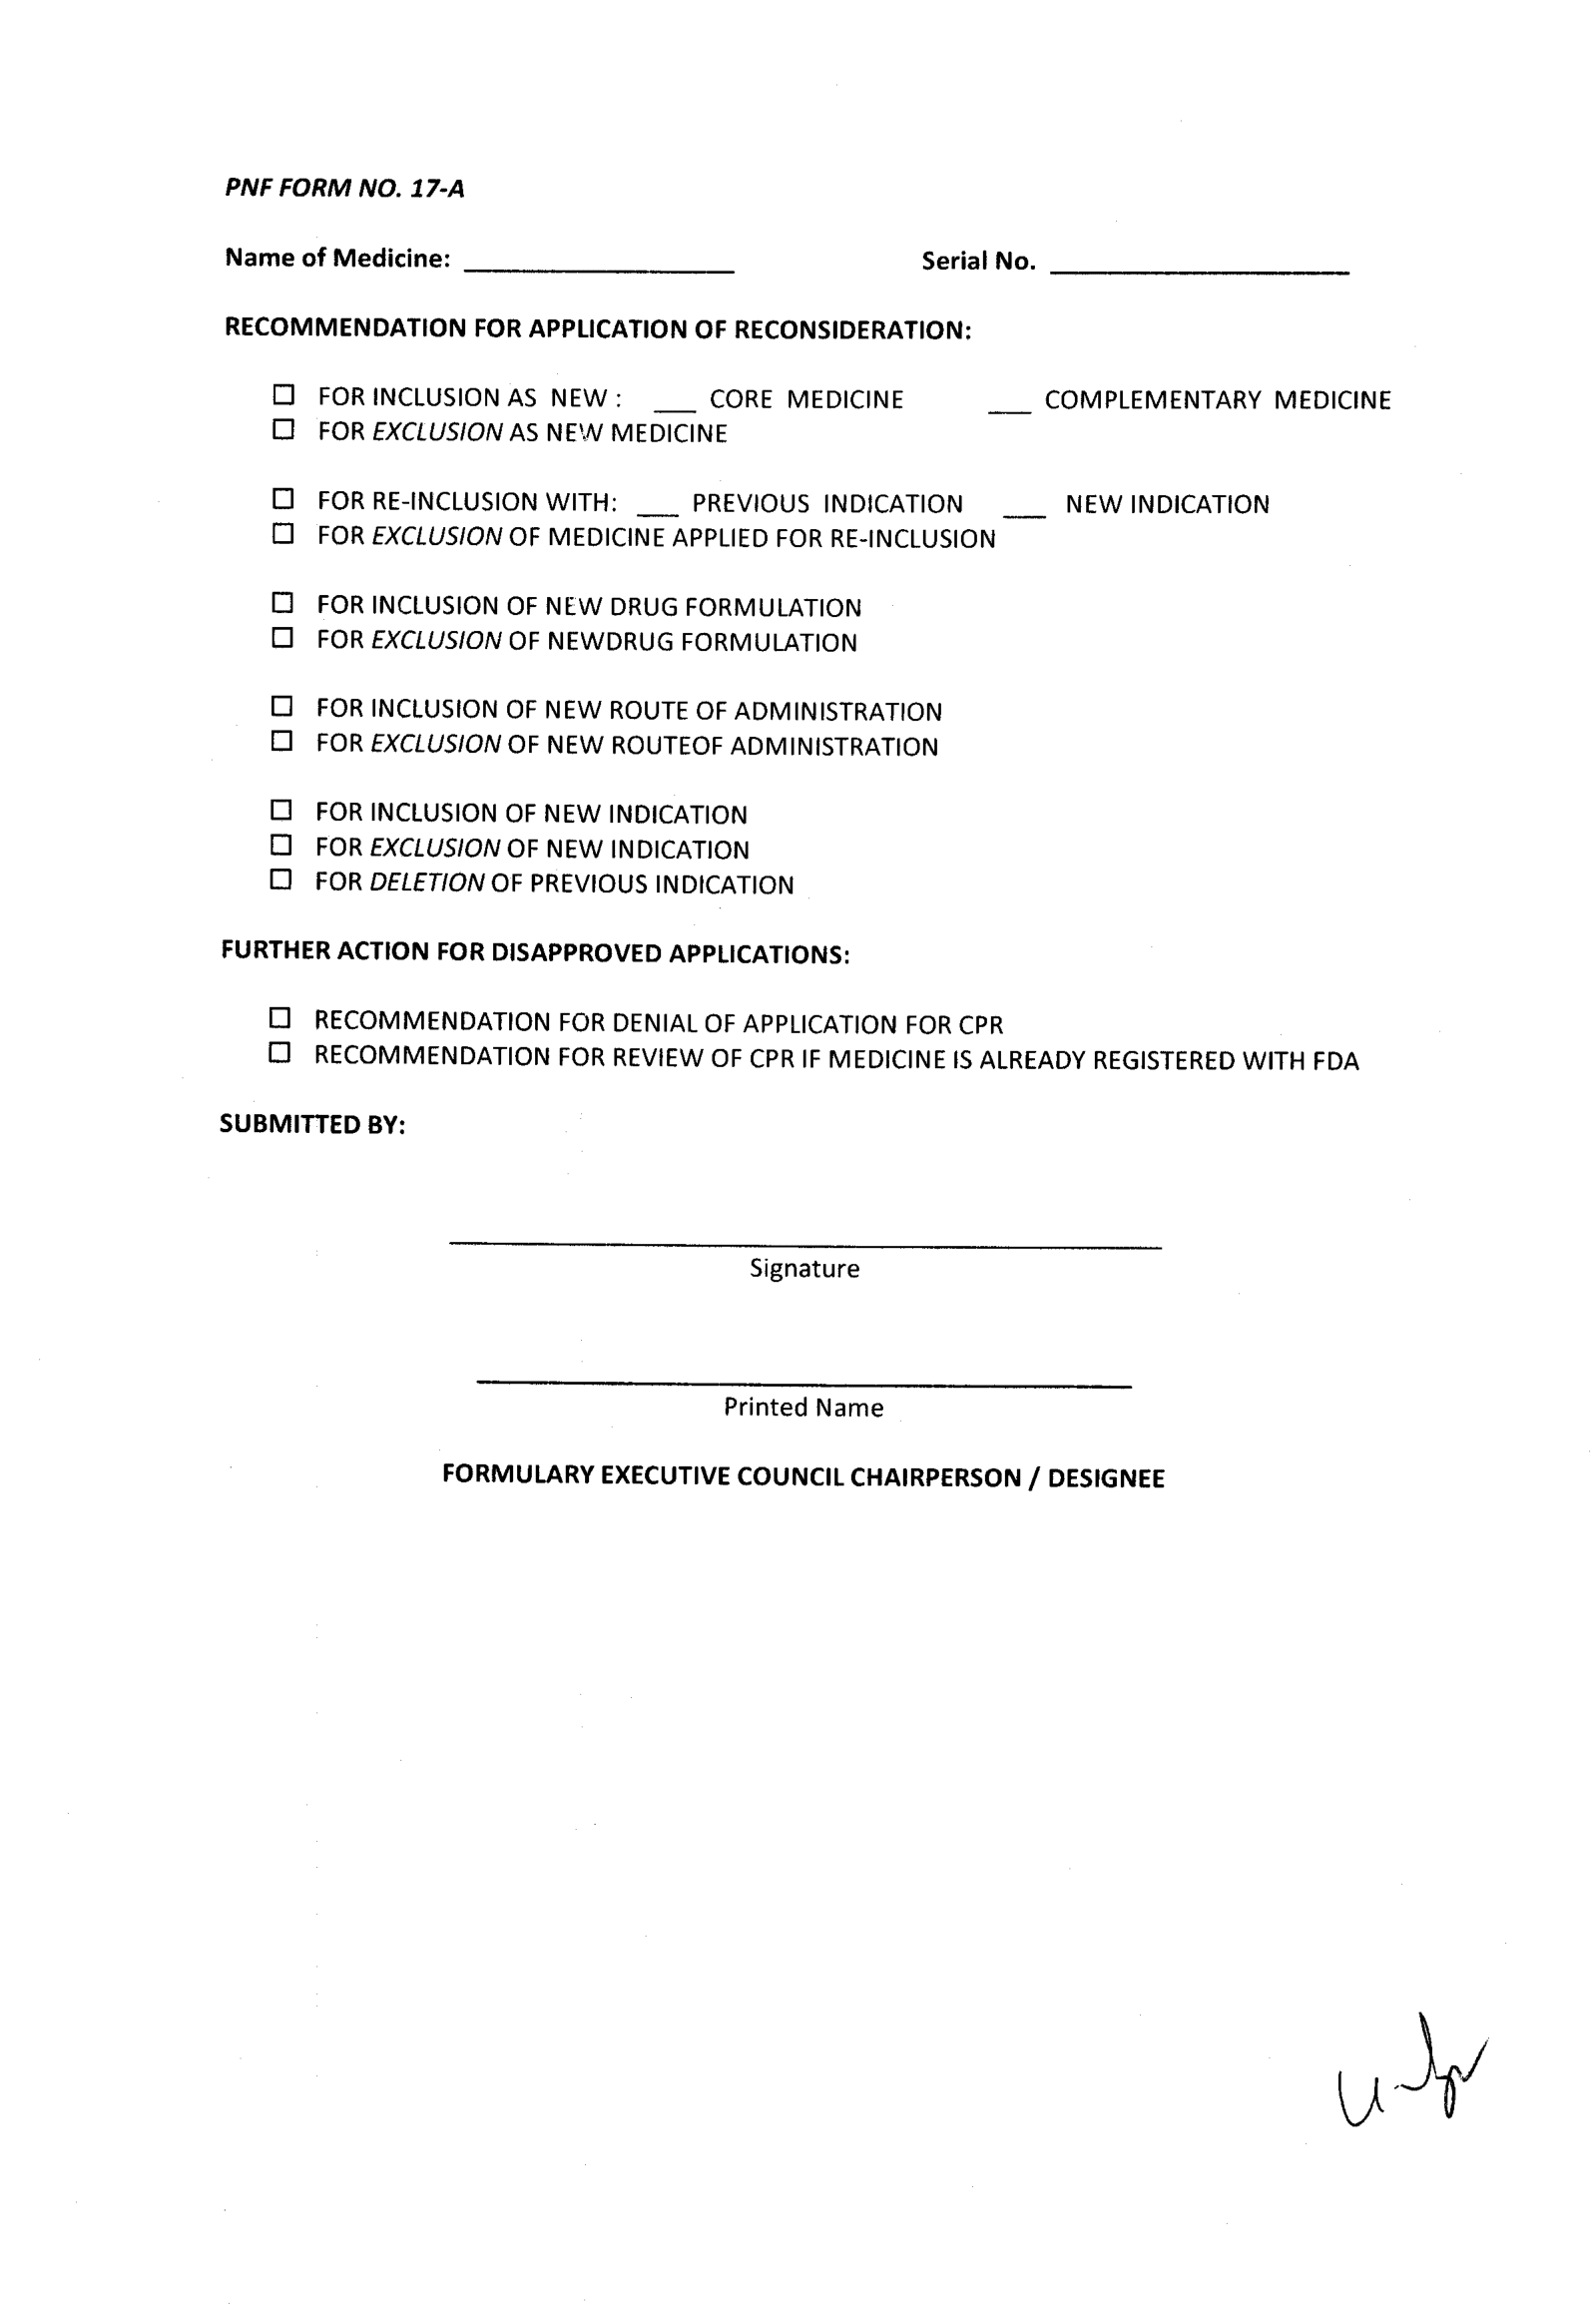 PNF FORM NO. 17-A
Name of Medicine: ____________________ Serial No. ____________________
RECOMMENDATION FOR APPLICATION OF RECONSIDERATION:
☐ FOR INCLUSION AS NEW : ___ CORE MEDICINE ___ COMPLEMENTARY MEDICINE
☐ FOR EXCLUSION AS NEW MEDICINE
☐ FOR RE-INCLUSION WITH: ___ PREVIOUS INDICATION ___ NEW INDICATION
☐ FOR EXCLUSION OF MEDICINE APPLIED FOR RE-INCLUSION
☐ FOR INCLUSION OF NEW DRUG FORMULATION
☐ FOR EXCLUSION OF NEWDRUG FORMULATION
☐ FOR INCLUSION OF NEW ROUTE OF ADMINISTRATION
☐ FOR EXCLUSION OF NEW ROUTEOF ADMINISTRATION
☐ FOR INCLUSION OF NEW INDICATION
☐ FOR EXCLUSION OF NEW INDICATION
☐ FOR DELETION OF PREVIOUS INDICATION
FURTHER ACTION FOR DISAPPROVED APPLICATIONS:
☐ RECOMMENDATION FOR DENIAL OF APPLICATION FOR CPR
☐ RECOMMENDATION FOR REVIEW OF CPR IF MEDICINE IS ALREADY REGISTERED WITH FDA
SUBMITTED BY:
Signature
Printed Name
FORMULARY EXECUTIVE COUNCIL CHAIRPERSON / DESIGNEE